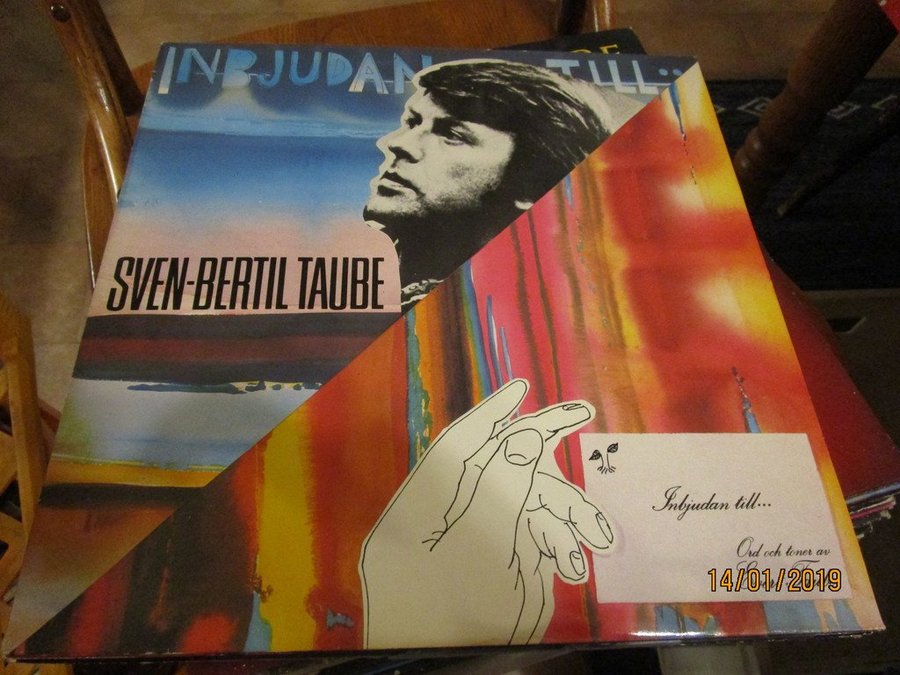 INBJUDAN TILL...
SVEN-BERTIL TAUBE
Inbjudan till...
Ord och toner av
14/01/2019